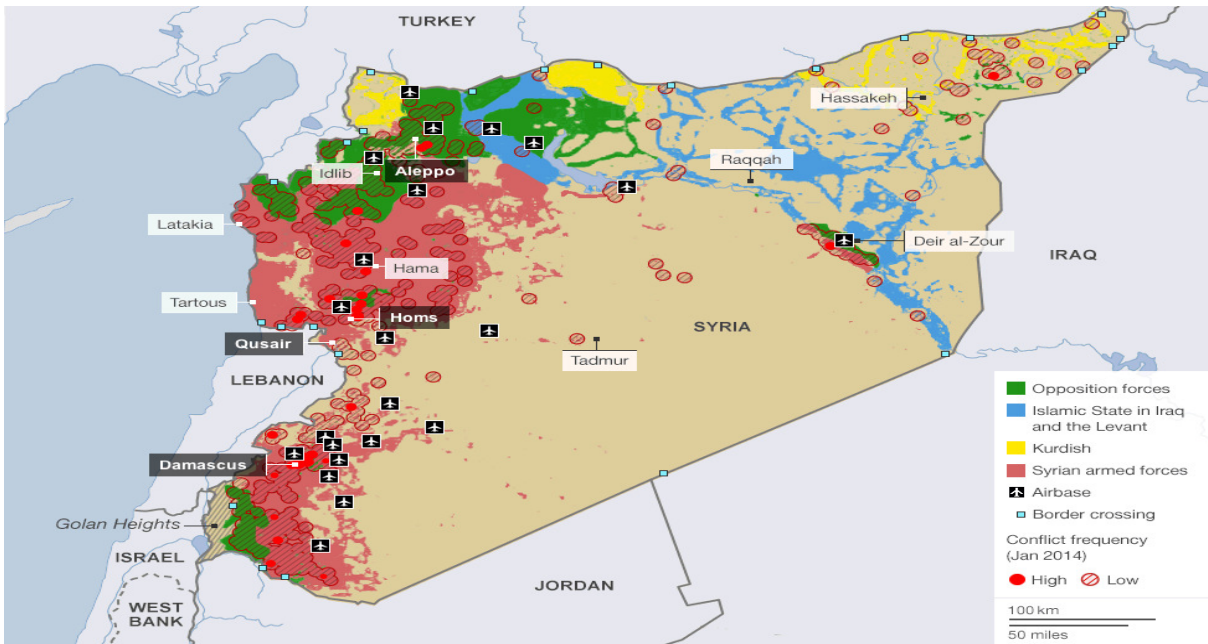 TURKEY
Hassakeh
Aleppo
Raqqah
Idlib
Latakia
Deir al-Zour
IRAQ
Hama
Tartous
Homs
SYRIA
Qusair
Tadmur
LEBANON
Damascus
Golan Heights
ISRAEL
JORDAN
WEST
BANK
Opposition forces
Islamic State in Iraq
and the Levant
Kurdish
Syrian armed forces
Airbase
Border crossing
Conflict frequency
(Jan 2014)
High Low
100 km
50 miles